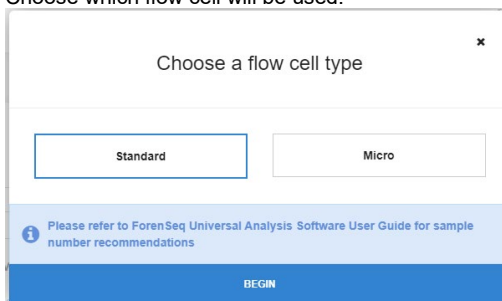 Choose which flow cell will be used.
Choose a flow cell type
Standard
Micro
Please refer to ForenSeq Universal Analysis Software User Guide for sample
number recommendations
BEGIN